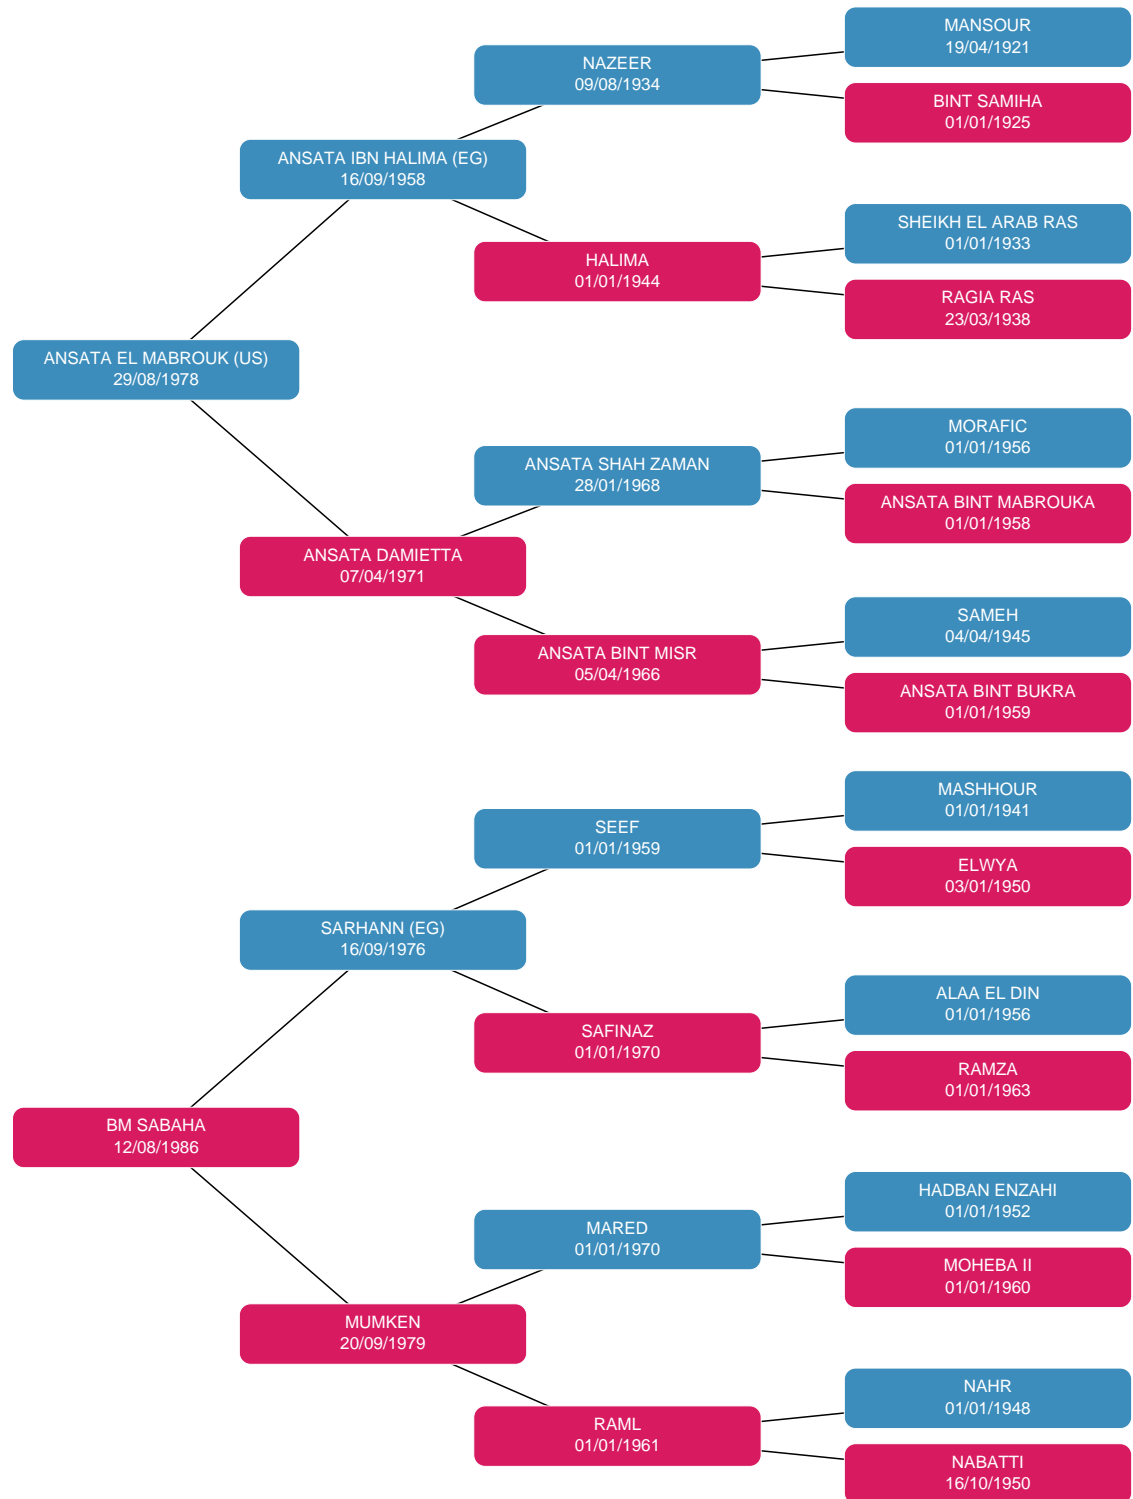 MANSOUR
19/04/1921
NAZEER
09/08/1934
BINT SAMIHA
01/01/1925
ANSATA IBN HALIMA (EG)
16/09/1958
SHEIKH EL ARAB RAS
01/01/1933
HALIMA
01/01/1944
RAGIA RAS
23/03/1938
ANSATA EL MABROUK (US)
29/08/1978
MORAFIC
01/01/1956
ANSATA SHAH ZAMAN
28/01/1968
ANSATA BINT MABROUKA
01/01/1958
ANSATA DAMIETTA
07/04/1971
SAMEH
04/04/1945
ANSATA BINT MISR
05/04/1966
ANSATA BINT BUKRA
01/01/1959
MASHHOUR
01/01/1941
SEEF
01/01/1959
ELWYA
03/01/1950
SARHANN (EG)
16/09/1976
ALAA EL DIN
01/01/1956
SAFINAZ
01/01/1970
RAMZA
01/01/1963
BM SABAHA
12/08/1986
HADBAN ENZAHI
01/01/1952
MARED
01/01/1970
MOHEBA II
01/01/1960
MUMKEN
20/09/1979
NAHR
01/01/1948
RAML
01/01/1961
NABATTI
16/10/1950